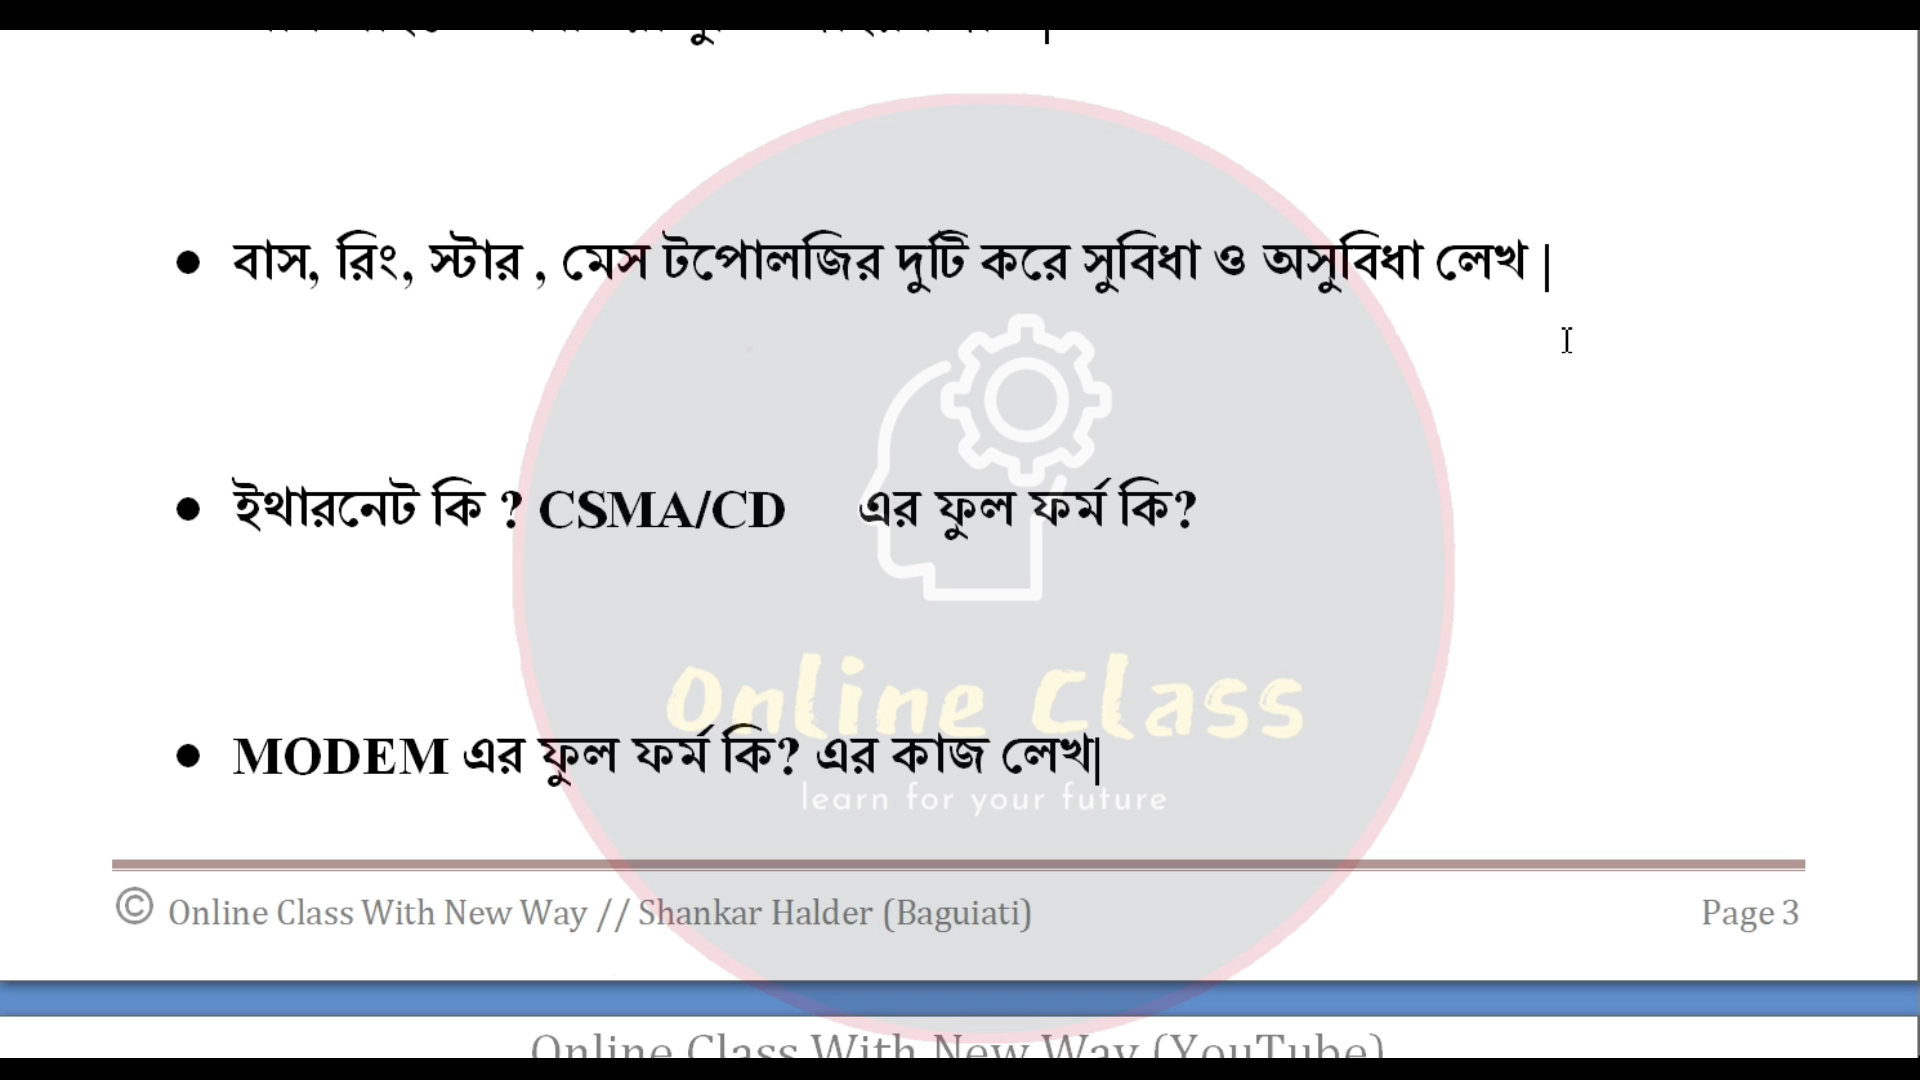 ● বাস, রিং, স্টার , মেস টপোলজির দুটি করে সুবিধা ও অসুবিধা লেখ |
● ইথারনেট কি ? CSMA/CD এর ফুল ফর্ম কি?
Online Class
● MODEM এর ফুল ফর্ম কি? এর কাজ লেখ|
learn for your future
© Online Class With New Way // Shankar Halder (Baguiati) Page 3
Online Class With New Way (YouTube)